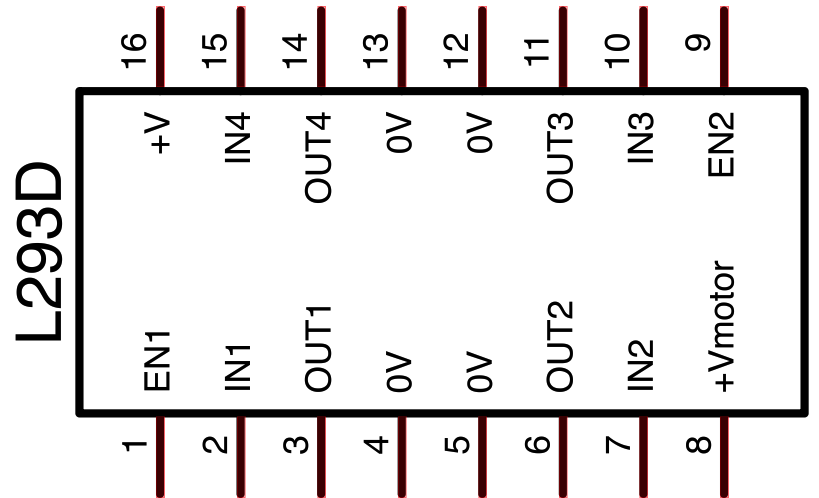 L293D
16 15 14 13 12 11 10 9
+V IN4 OUT4 0V 0V OUT3 IN3 EN2
EN1 IN1 OUT1 0V 0V OUT2 IN2 +Vmotor
1 2 3 4 5 6 7 8